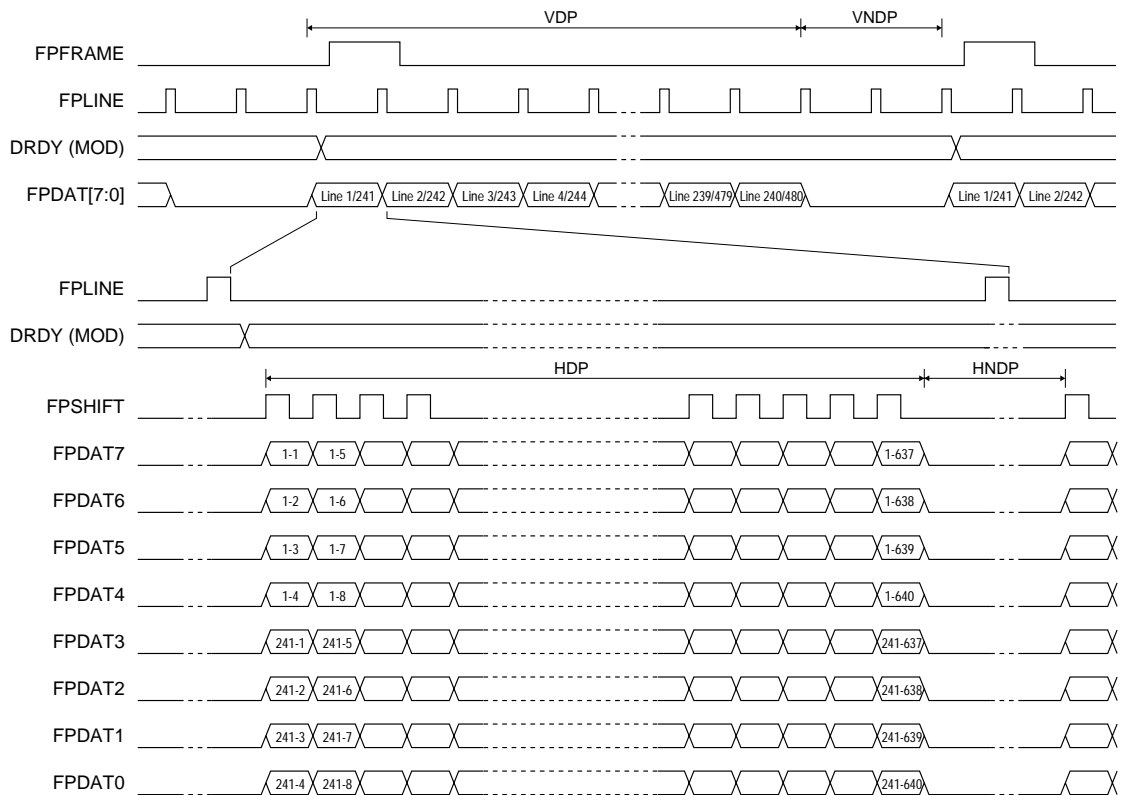 VDP VNDP
FPFRAME
FPLINE
DRDY (MOD)
FPDAT[7:0] Line 1/241 Line 2/242 Line 3/243 Line 4/244 Line 239/479 Line 240/480 Line 1/241 Line 2/242
FPLINE
DRDY (MOD)
HDP HNDP
FPSHIFT
FPDAT7 1-1 1-5 1-637
FPDAT6 1-2 1-6 1-638
FPDAT5 1-3 1-7 1-639
FPDAT4 1-4 1-8 1-640
FPDAT3 241-1 241-5 241-637
FPDAT2 241-2 241-6 241-638
FPDAT1 241-3 241-7 241-639
FPDAT0 241-4 241-8 241-640